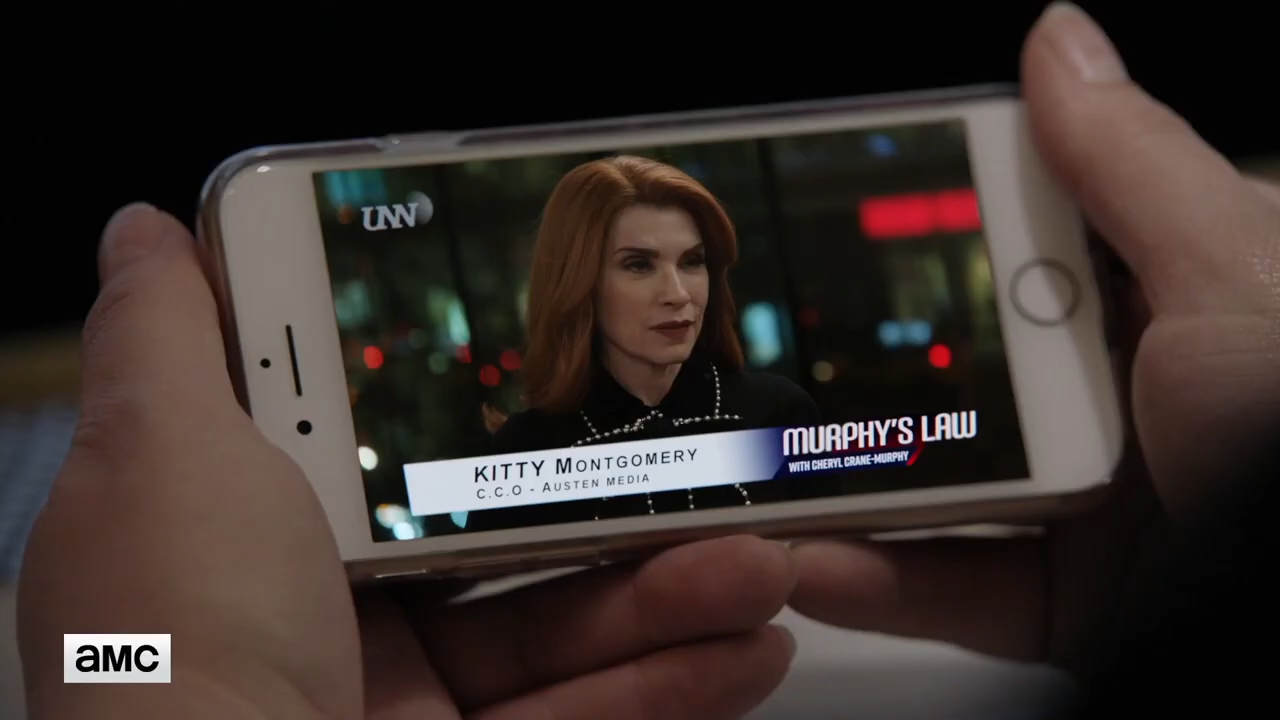 UNN
KITTY MONTGOMERY
C.C.O - AUSTEN MEDIA
MURPHY'S LAW
WITH CHERYL CRANE-MURPHY
aMC